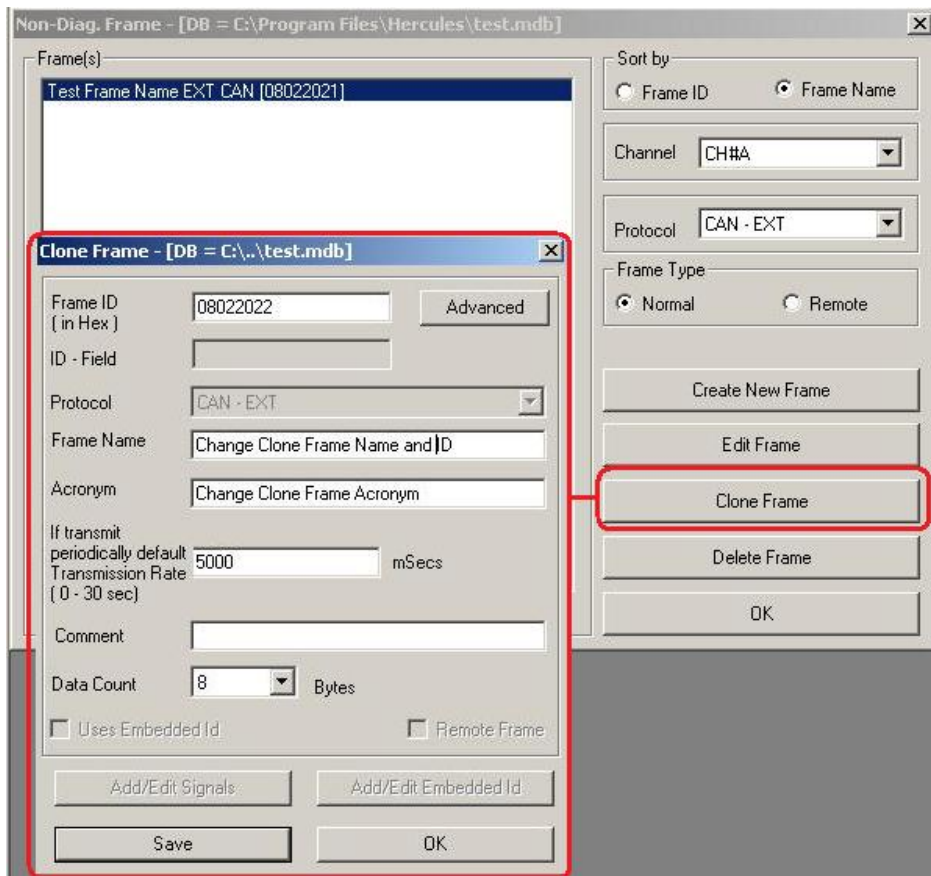 Non-Diag. Frame - [DB = C:\Program Files\Hercules\test.mdb]
Frame(s)
Test Frame Name EXT CAN [08022021]
Sort by
Frame ID
Frame Name
Channel
CH#A
Protocol
CAN - EXT
Frame Type
Normal
Remote
Create New Frame
Edit Frame
Clone Frame
Delete Frame
OK
Clone Frame - [DB = C:\..\test.mdb]
Frame ID
( in Hex )
08022022
Advanced
ID - Field
Protocol
CAN - EXT
Frame Name
Change Clone Frame Name and ID
Acronym
Change Clone Frame Acronym
If transmit
periodically default
Transmission Rate
( 0 - 30 sec)
5000
mSecs
Comment
Data Count
8
Bytes
Uses Embedded Id
Remote Frame
Add/Edit Signals
Add/Edit Embedded Id
Save
OK